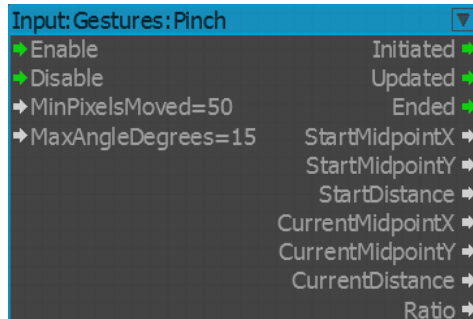 Input:Gestures:Pinch
Enable Initiated
Disable Updated
MinPixelsMoved=50 Ended
MaxAngleDegrees=15 StartMidpointX
StartMidpointY
StartDistance
CurrentMidpointX
CurrentMidpointY
CurrentDistance
Ratio